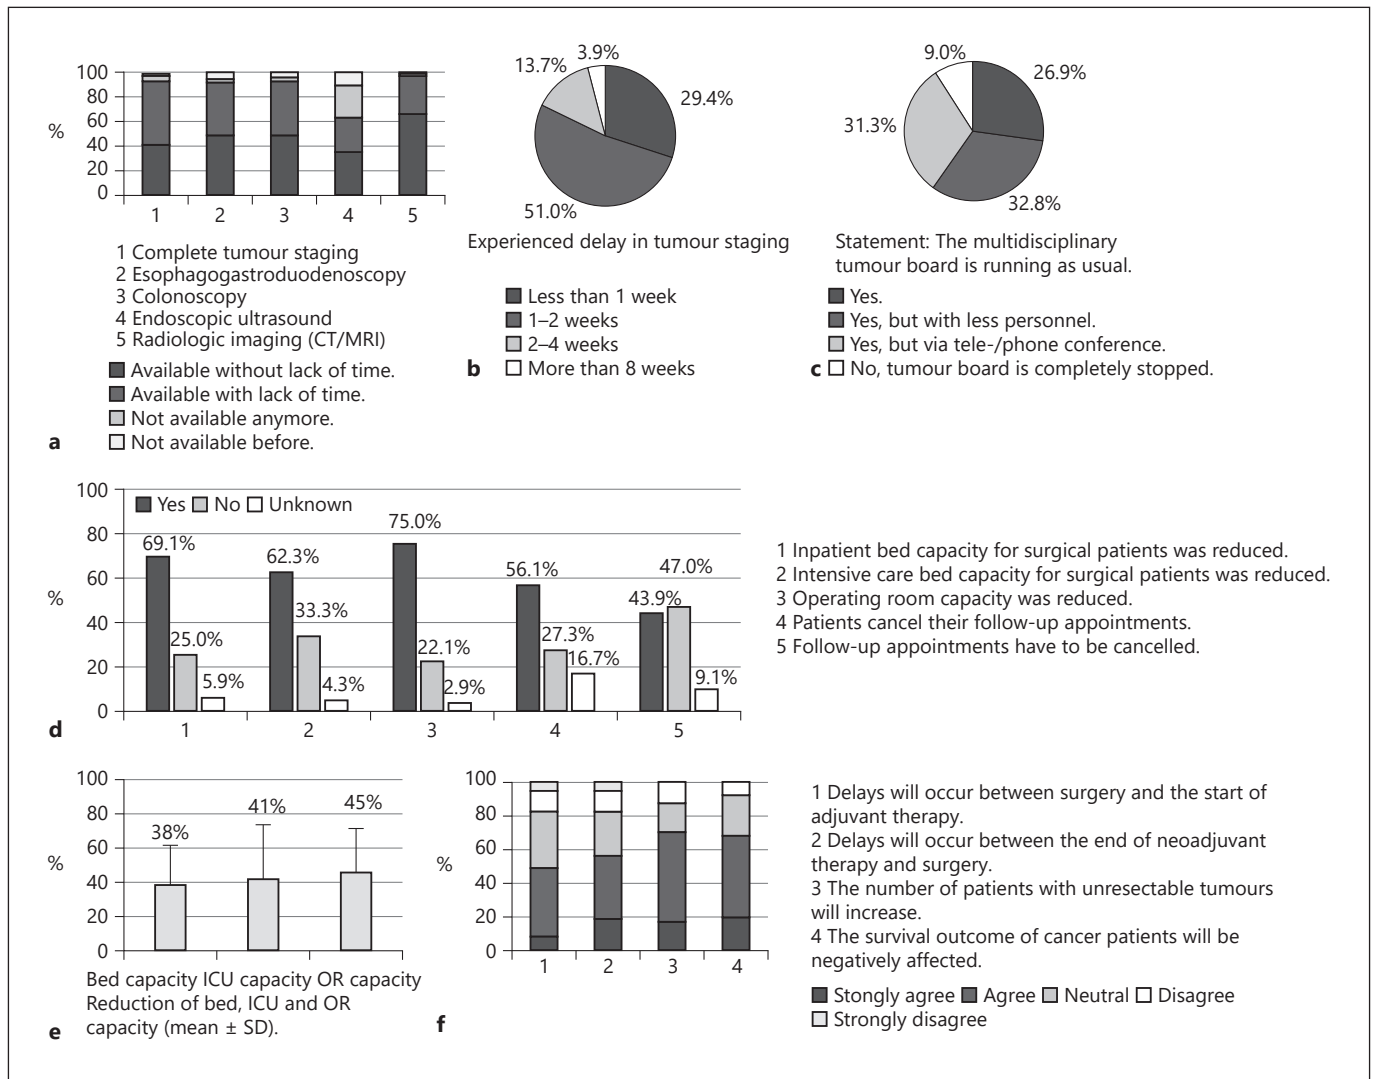 100
80
60
40
20
0
%
1 2 3 4 5
1 Complete tumour staging
2 Esophagogastroduodenoscopy
3 Colonoscopy
4 Endoscopic ultrasound
5 Radiologic imaging (CT/MRI)
Available without lack of time.
Available with lack of time.
Not available anymore.
Not available before.
a
3.9%
13.7%
29.4%
51.0%
Experienced delay in tumour staging
Less than 1 week
1–2 weeks
2–4 weeks
More than 8 weeks
b
9.0%
26.9%
31.3%
32.8%
Statement: The multidisciplinary
tumour board is running as usual.
Yes.
Yes, but with less personnel.
Yes, but via tele-/phone conference.
No, tumour board is completely stopped.
c
100
80
60
40
20
0
%
Yes No Unknown
69.1%
25.0%
5.9%
62.3%
33.3%
4.3%
75.0%
22.1%
2.9%
56.1%
27.3%
16.7%
43.9%
47.0%
9.1%
1 2 3 4 5
d
1 Inpatient bed capacity for surgical patients was reduced.
2 Intensive care bed capacity for surgical patients was reduced.
3 Operating room capacity was reduced.
4 Patients cancel their follow-up appointments.
5 Follow-up appointments have to be cancelled.
100
80
60
40
20
0
%
38%
41%
45%
Bed capacity ICU capacity OR capacity
Reduction of bed, ICU and OR
capacity (mean ± SD).
e
100
80
60
40
20
0
%
1 2 3 4
f
1 Delays will occur between surgery and the start of
adjuvant therapy.
2 Delays will occur between the end of neoadjuvant
therapy and surgery.
3 The number of patients with unresectable tumours
will increase.
4 The survival outcome of cancer patients will be
negatively affected.
Stongly agree Agree Neutral Disagree
Strongly disagree